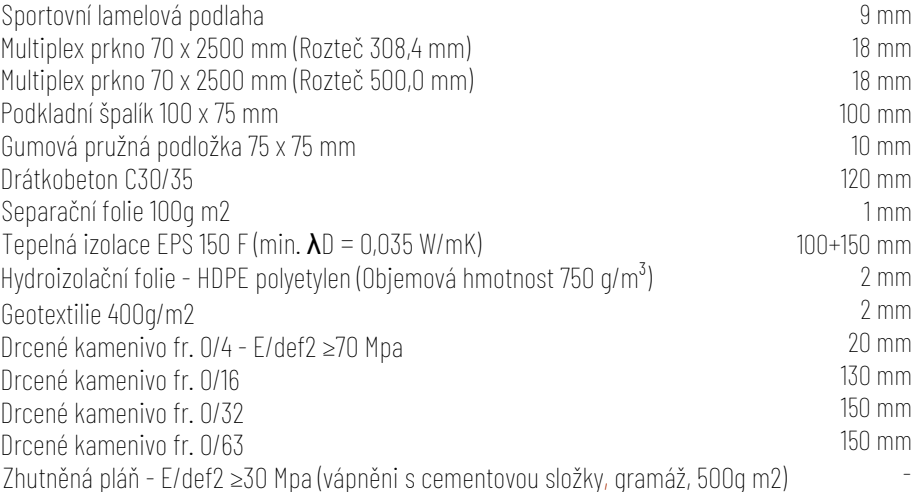 Sportovní lamelová podlaha 9 mm
Multiplex prkno 70 x 2500 mm (Rozteč 308,4 mm) 18 mm
Multiplex prkno 70 x 2500 mm (Rozteč 500,0 mm) 18 mm
Podkladní špalík 100 x 75 mm 100 mm
Gumová pružná podložka 75 x 75 mm 10 mm
Drátkobeton C30/35 120 mm
Separační folie 100g m2 1 mm
Tepelná izolace EPS 150 F (min. λD = 0,035 W/mK) 100+150 mm
Hydroizolační folie - HDPE polyetylen (Objemová hmotnost 750 g/m³) 2 mm
Geotextilie 400g/m2 2 mm
Drcené kamenivo fr. 0/4 - E/def2 ≥70 Mpa 20 mm
Drcené kamenivo fr. 0/16 130 mm
Drcené kamenivo fr. 0/32 150 mm
Drcené kamenivo fr. 0/63 150 mm
Zhutněná pláň - E/def2 ≥30 Mpa (vápněni s cementovou složky, gramáž, 500g m2) -